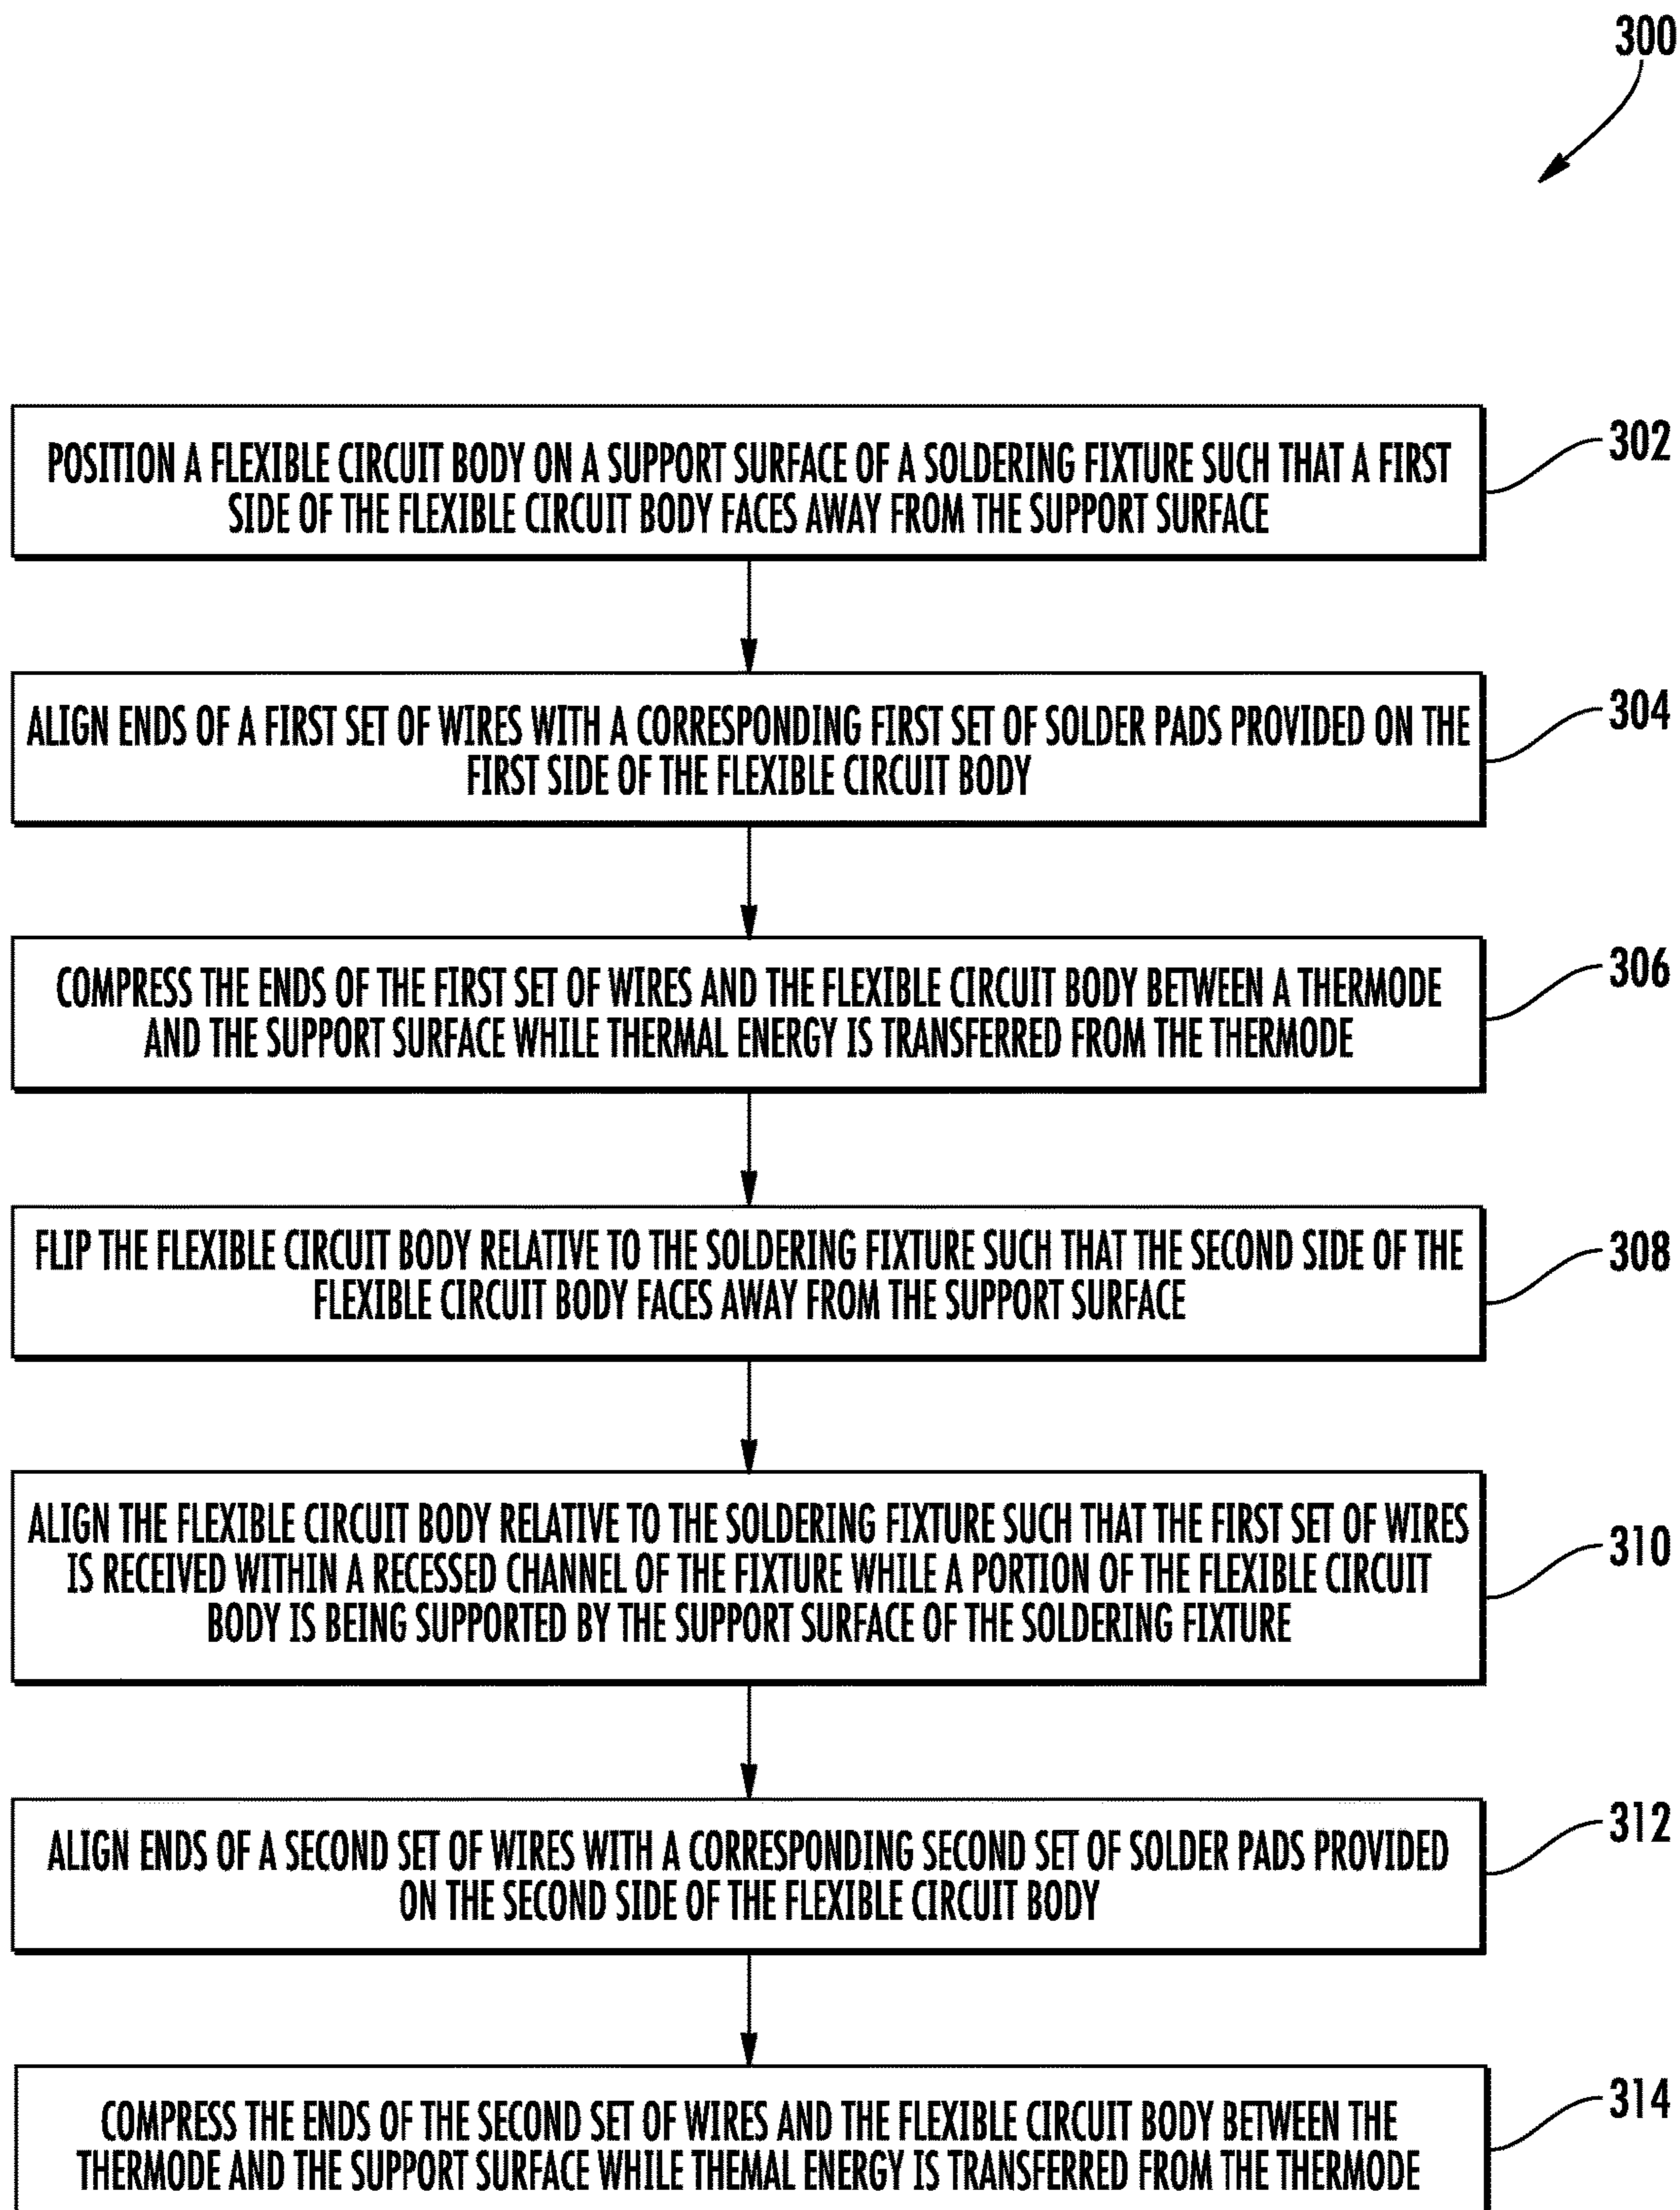 300
POSITION A FLEXIBLE CIRCUIT BODY ON A SUPPORT SURFACE OF A SOLDERING FIXTURE SUCH THAT A FIRST
SIDE OF THE FLEXIBLE CIRCUIT BODY FACES AWAY FROM THE SUPPORT SURFACE
302
ALIGN ENDS OF A FIRST SET OF WIRES WITH A CORRESPONDING FIRST SET OF SOLDER PADS PROVIDED ON THE
FIRST SIDE OF THE FLEXIBLE CIRCUIT BODY
304
COMPRESS THE ENDS OF THE FIRST SET OF WIRES AND THE FLEXIBLE CIRCUIT BODY BETWEEN A THERMODE
AND THE SUPPORT SURFACE WHILE THERMAL ENERGY IS TRANSFERRED FROM THE THERMODE
306
FLIP THE FLEXIBLE CIRCUIT BODY RELATIVE TO THE SOLDERING FIXTURE SUCH THAT THE SECOND SIDE OF THE
FLEXIBLE CIRCUIT BODY FACES AWAY FROM THE SUPPORT SURFACE
308
ALIGN THE FLEXIBLE CIRCUIT BODY RELATIVE TO THE SOLDERING FIXTURE SUCH THAT THE FIRST SET OF WIRES
IS RECEIVED WITHIN A RECESSED CHANNEL OF THE FIXTURE WHILE A PORTION OF THE FLEXIBLE CIRCUIT
BODY IS BEING SUPPORTED BY THE SUPPORT SURFACE OF THE SOLDERING FIXTURE
310
ALIGN ENDS OF A SECOND SET OF WIRES WITH A CORRESPONDING SECOND SET OF SOLDER PADS PROVIDED
ON THE SECOND SIDE OF THE FLEXIBLE CIRCUIT BODY
312
COMPRESS THE ENDS OF THE SECOND SET OF WIRES AND THE FLEXIBLE CIRCUIT BODY BETWEEN THE
THERMODE AND THE SUPPORT SURFACE WHILE THEMAL ENERGY IS TRANSFERRED FROM THE THERMODE
314